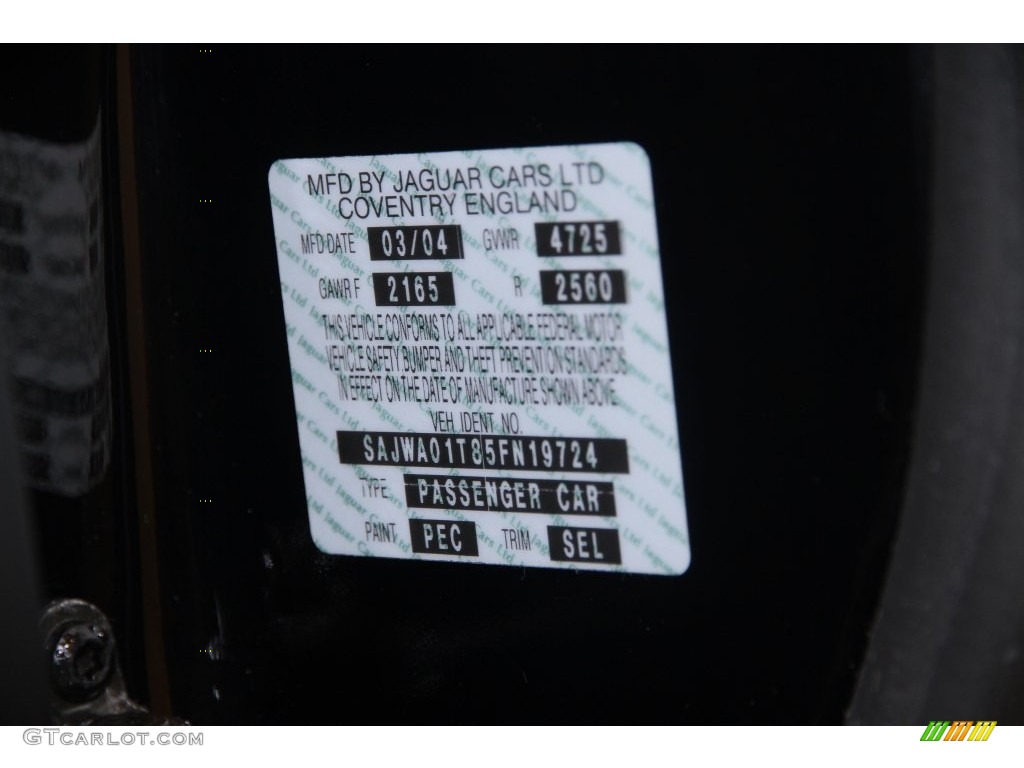 MFD BY JAGUAR CARS LTD
COVENTRY ENGLAND
MFD DATE 03/04 GVWR 4725
GAWR F 2165 R 2560
THIS VEHICLE CONFORMS TO ALL APPLICABLE FEDERAL MOTOR
VEHICLE SAFETY, BUMPER AND THEFT PREVENTION STANDARDS
IN EFFECT ON THE DATE OF MANUFACTURE SHOWN ABOVE
VEH. IDENT. NO.
SAJWA01T85FN19724
TYPE PASSENGER CAR
PAINT PEC TRIM SEL
GTCARLOT.COM